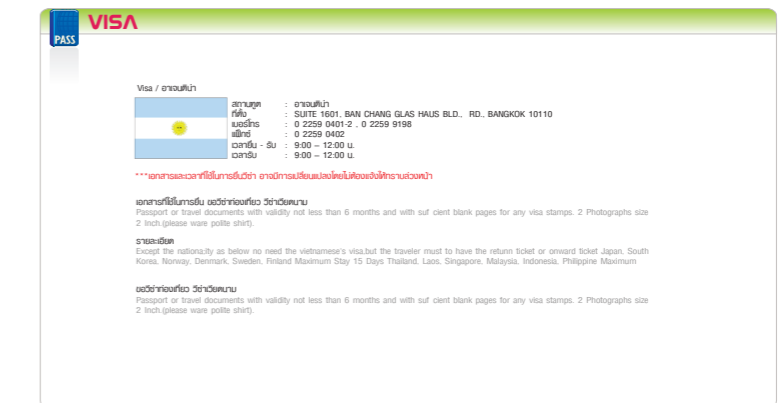 PASS
VISA
Visa / อาเจนติน่า
สถานทูต : อาเจนติน่า
ที่ตั้ง : SUITE 1601, BAN CHANG GLAS HAUS BLD., RD., BANGKOK 10110
เบอร์โทร : 0 2259 0401-2 , 0 2259 9198
แฟ็กซ์ : 0 2259 0402
เวลายื่น - รับ : 9:00 – 12:00 น.
เวลารับ : 9:00 – 12:00 น.
***เอกสารและเวลาที่ใช้ในการยื่นวีซ่า อาจมีการเปลี่ยนแปลงโดยไม่ต้องแจ้งให้ทราบล่วงหน้า
เอกสารที่ใช้ในการยื่น ขอวีซ่าท่องเที่ยว วีซ่าเวียดนาม
Passport or travel documents with validity not less than 6 months and with suf cient blank pages for any visa stamps. 2 Photographs size
2 Inch.(please ware polite shirt).
รายละเอียด
Except the nationa;ity as below no need the vietnamese's visa,but the traveler must to have the returm ticket or onward ticket Japan, South
Korea, Norway, Denmark, Sweden, Finland Maximum Stay 15 Days Thailand, Laos, Singapore, Malaysia, Indonesia, Philippine Maximum
ขอวีซ่าท่องเที่ยว วีซ่าเวียดนาม
Passport or travel documents with validity not less than 6 months and with suf cient blank pages for any visa stamps. 2 Photographs size
2 Inch.(please ware polite shirt).